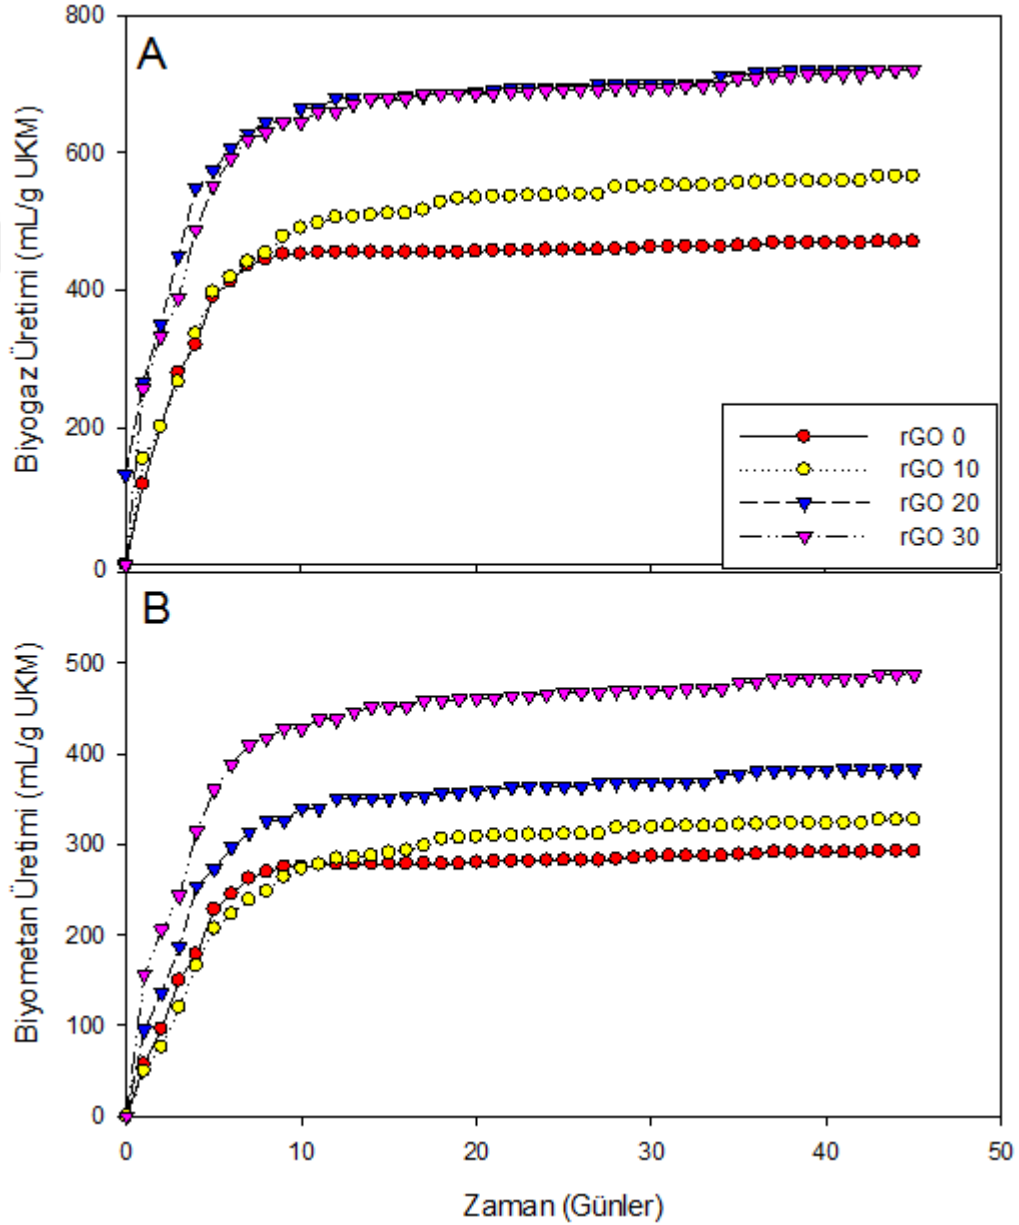 800
A
600
400
200
0
Biyogaz Üretimi (mL/g UKM)
rGO 0
rGO 10
rGO 20
rGO 30
B
500
400
300
200
100
0
Biyometan Üretimi (mL/g UKM)
0 10 20 30 40 50
Zaman (Günler)